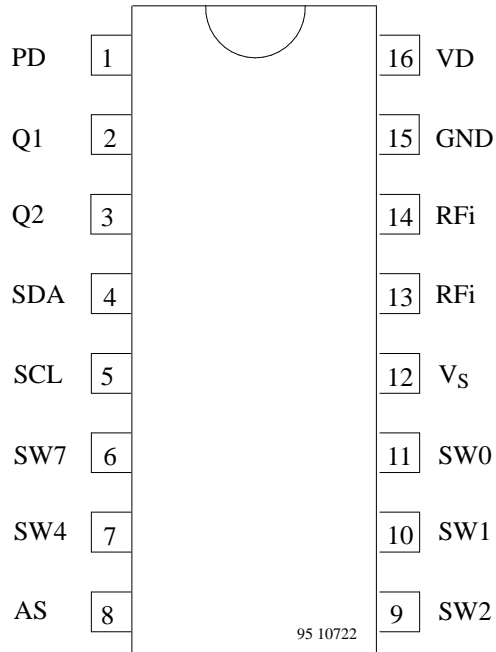 PD 1 16 VD
Q1 2 15 GND
Q2 3 14 RFi
SDA 4 13 RFi
SCL 5 12 VS
SW7 6 11 SW0
SW4 7 10 SW1
AS 8 9 SW2
95 10722